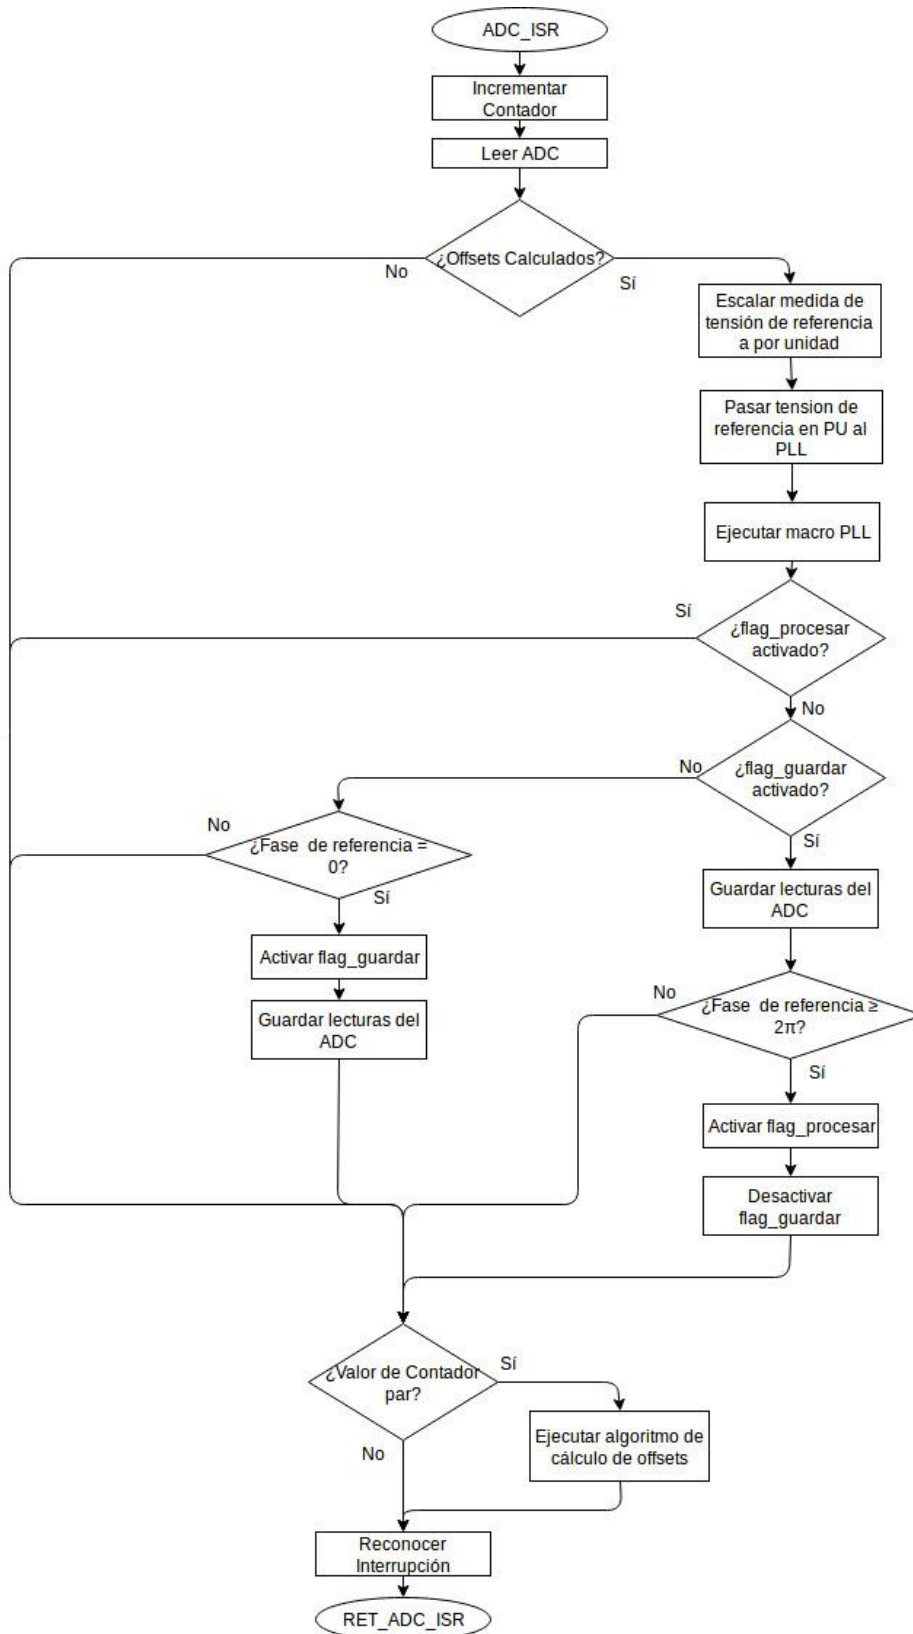 ADC_ISR
Incrementar
Contador
Leer ADC
¿Offsets Calculados?
No
Sí
Escalar medida de
tensión de referencia
a por unidad
Pasar tension de
referencia en PU al
PLL
Ejecutar macro PLL
Sí
¿flag_procesar
activado?
No
No
¿flag_guardar
activado?
Sí
No
¿Fase de referencia =
0?
Sí
Guardar lecturas del
ADC
Activar flag_guardar
Guardar lecturas del
ADC
No
¿Fase de referencia ≥
2π?
Sí
Activar flag_procesar
Desactivar
flag_guardar
¿Valor de Contador
par?
Sí
No
Ejecutar algoritmo de
cálculo de offsets
Reconocer
Interrupción
RET_ADC_ISR